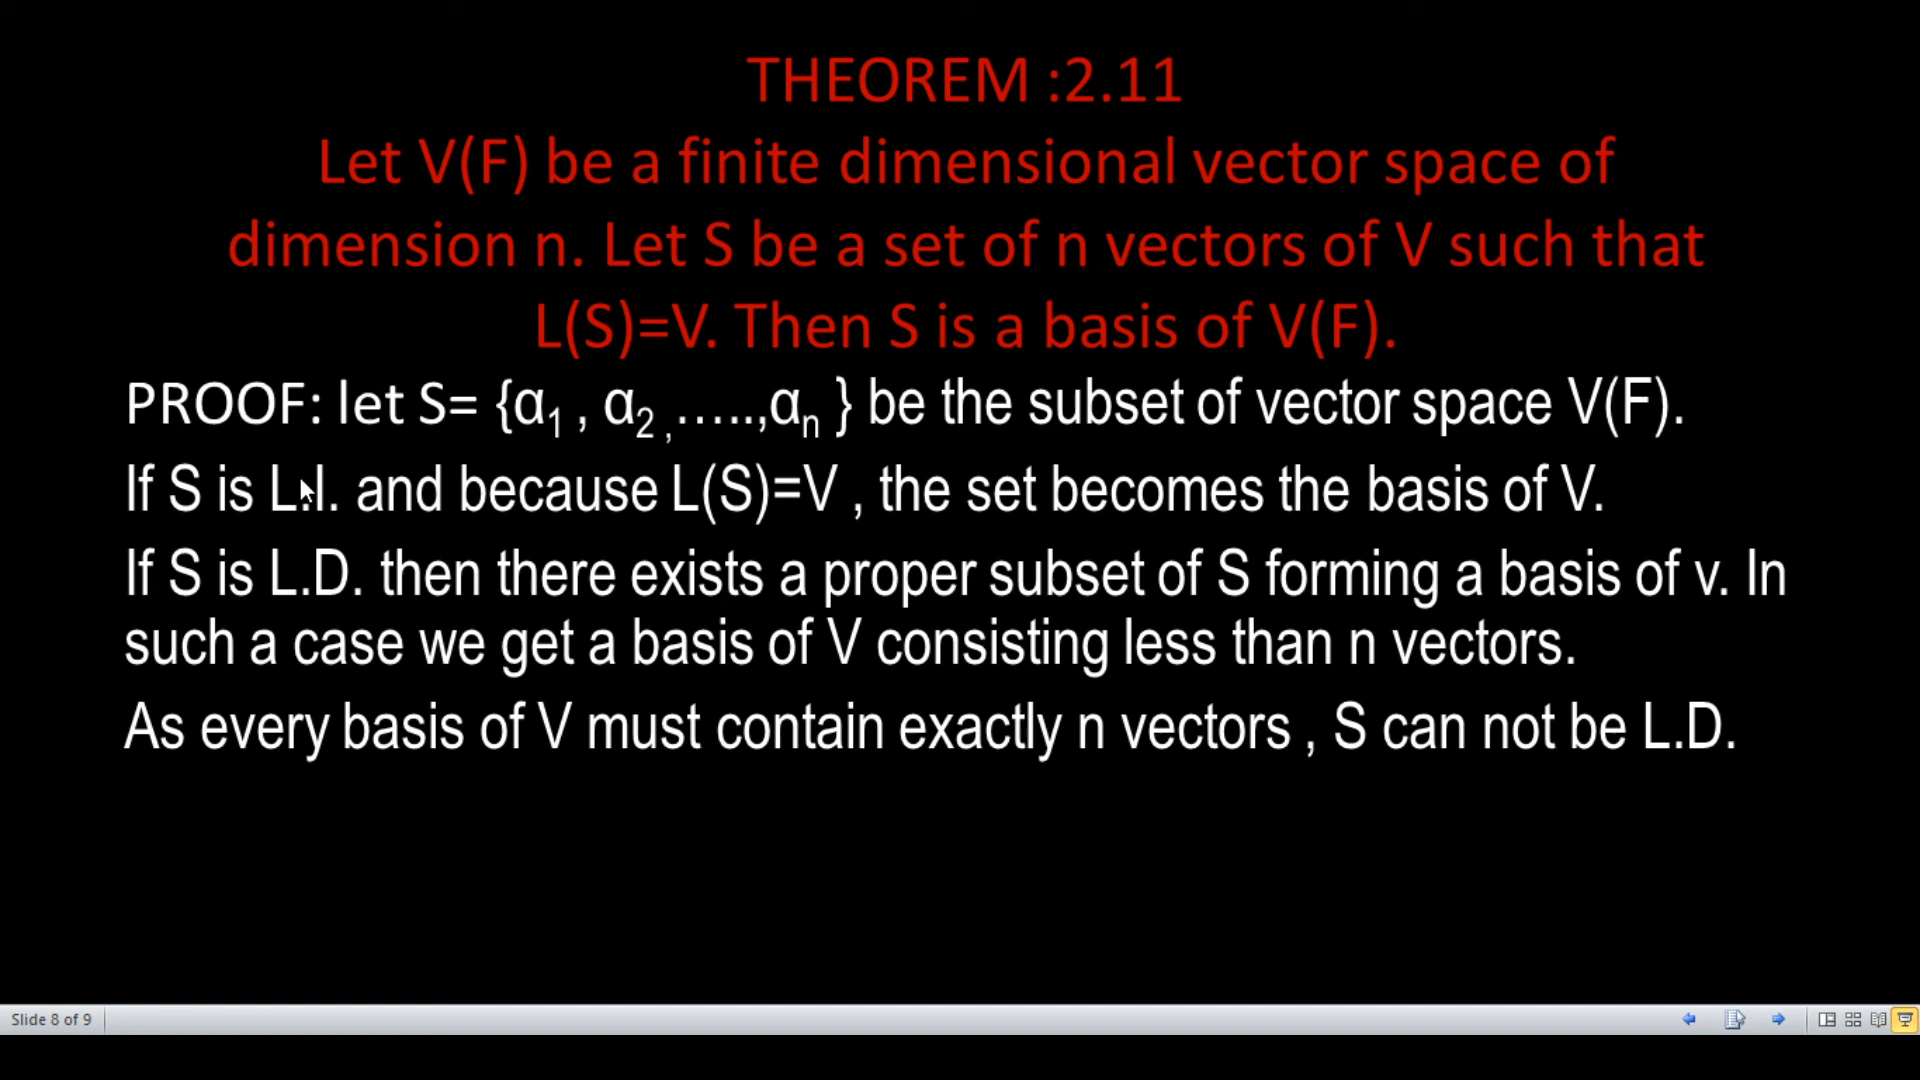 THEOREM :2.11
Let V(F) be a finite dimensional vector space of
dimension n. Let S be a set of n vectors of V such that
L(S)=V. Then S is a basis of V(F).
PROOF: let S= {α₁ , α₂ ,…..,αₙ } be the subset of vector space V(F).
If S is L.I. and because L(S)=V , the set becomes the basis of V.
If S is L.D. then there exists a proper subset of S forming a basis of v. In
such a case we get a basis of V consisting less than n vectors.
As every basis of V must contain exactly n vectors , S can not be L.D.
Slide 8 of 9